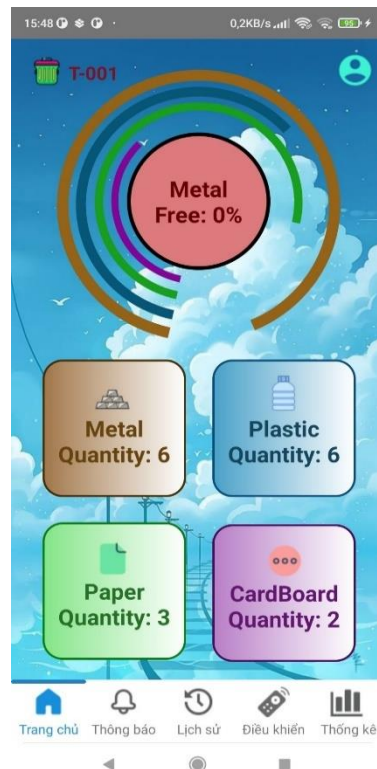 15:48
0,2KB/s
95
T-001
Metal
Free: 0%
Metal
Quantity: 6
Plastic
Quantity: 6
Paper
Quantity: 3
CardBoard
Quantity: 2
Trang chủ
Thông báo
Lịch sử
Điều khiển
Thống kê